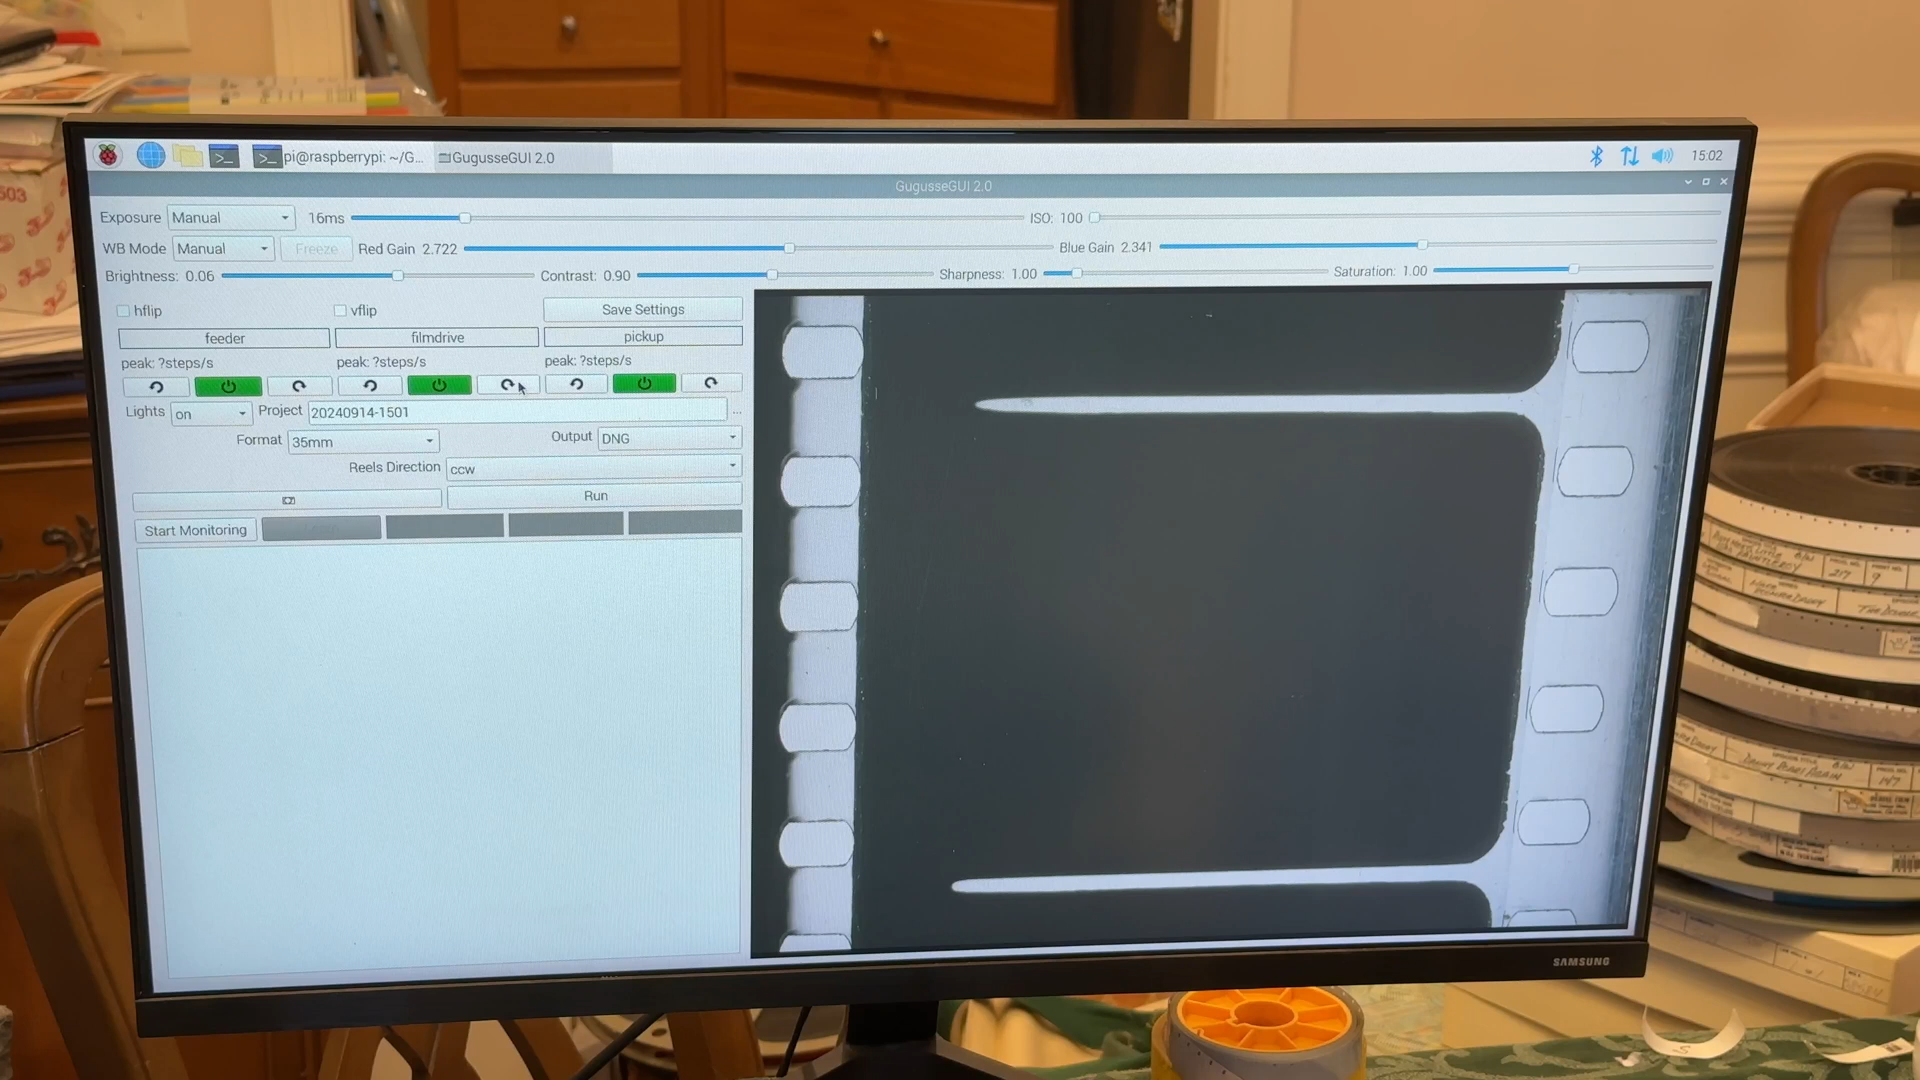 pi@raspberrypi: ~/G... GugusseGUI 2.0 15:02
GugusseGUI 2.0
Exposure Manual 16ms ISO: 100
WB Mode Manual Freeze Red Gain 2.722 Blue Gain 2.341
Brightness: 0.06 Contrast: 0.90 Sharpness: 1.00 Saturation: 1.00
hflip vflip Save Settings
feeder filmdrive pickup
peak: ?steps/s peak: ?steps/s peak: ?steps/s
Lights on Project 20240914-1501 ...
Format 35mm Output DNG
Reels Direction ccw
Run
Start Monitoring
SAMSUNG
503